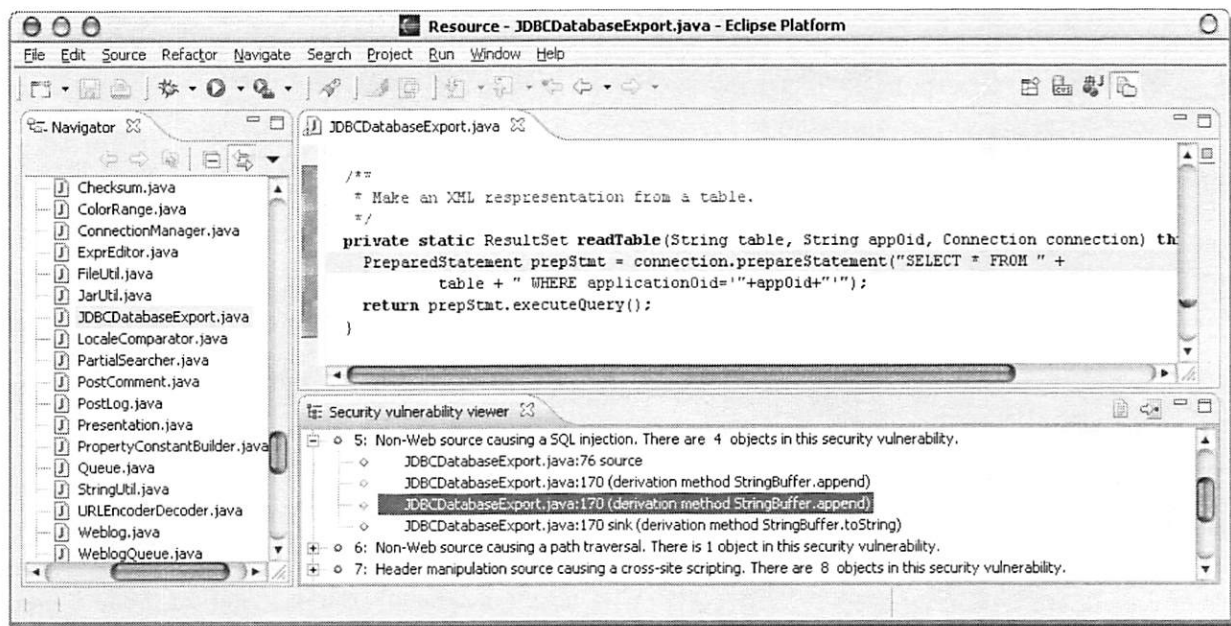 Resource - JDBCDatabaseExport.java - Eclipse Platform
File Edit Source Refactor Navigate Search Project Run Window Help
Navigator
Checksum.java
ColorRange.java
ConnectionManager.java
ExprEditor.java
FileUtil.java
JarUtil.java
JDBCDatabaseExport.java
LocaleComparator.java
PartialSearcher.java
PostComment.java
PostLog.java
Presentation.java
PropertyConstantBuilder.java
Queue.java
StringUtil.java
URLEncoderDecoder.java
Weblog.java
WeblogQueue.java
JDBCDatabaseExport.java
/**
* Make an XML respresentation from a table.
*/
private static ResultSet readTable(String table, String appOid, Connection connection) th
PreparedStatement prepStmt = connection.prepareStatement("SELECT * FROM " +
table + " WHERE applicationOid='"+appOid+"'");
return prepStmt.executeQuery();
}
Security vulnerability viewer
5: Non-Web source causing a SQL injection. There are 4 objects in this security vulnerability.
JDBCDatabaseExport.java:76 source
JDBCDatabaseExport.java:170 (derivation method StringBuffer.append)
JDBCDatabaseExport.java:170 (derivation method StringBuffer.append)
JDBCDatabaseExport.java:170 sink (derivation method StringBuffer.toString)
6: Non-Web source causing a path traversal. There is 1 object in this security vulnerability.
7: Header manipulation source causing a cross-site scripting. There are 8 objects in this security vulnerability.